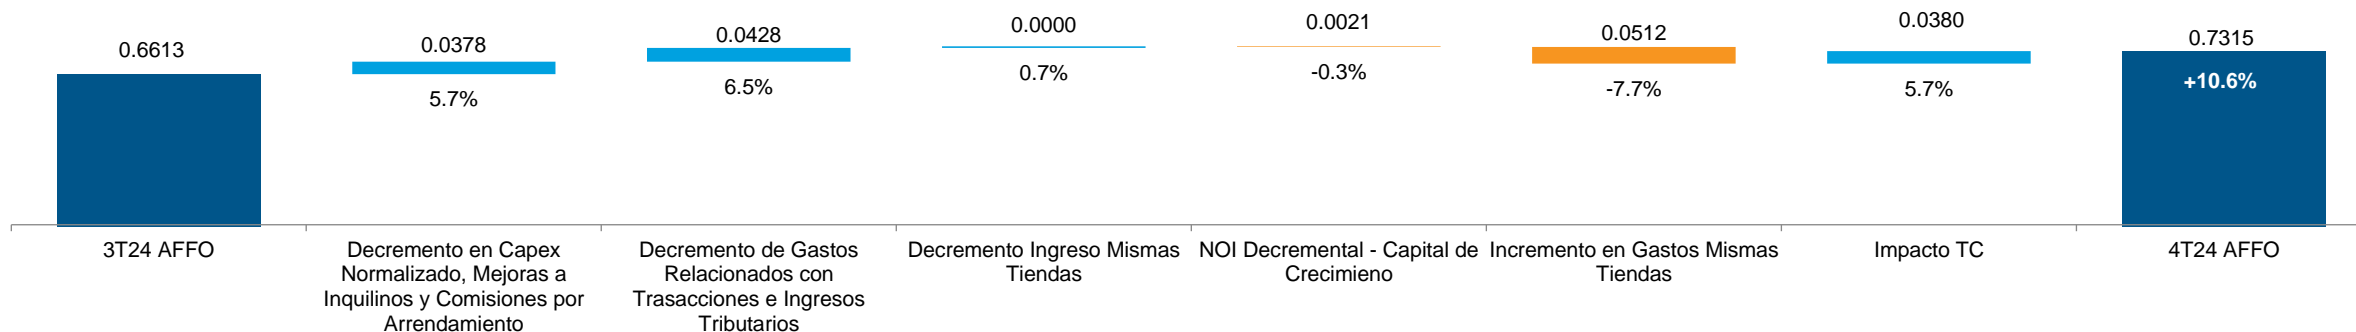 0.6613
0.0378
0.0428
0.0000
0.0021
0.0512
0.0380
0.7315
5.7%
6.5%
0.7%
-0.3%
-7.7%
5.7%
+10.6%
3T24 AFFO
Decremento en Capex
Normalizado, Mejoras a
Inquilinos y Comisiones por
Arrendamiento
Decremento de Gastos
Relacionados con
Trasacciones e Ingresos
Tributarios
Decremento Ingreso Mismas
Tiendas
NOI Decremental - Capital de
Crecimieno
Incremento en Gastos Mismas
Tiendas
Impacto TC
4T24 AFFO